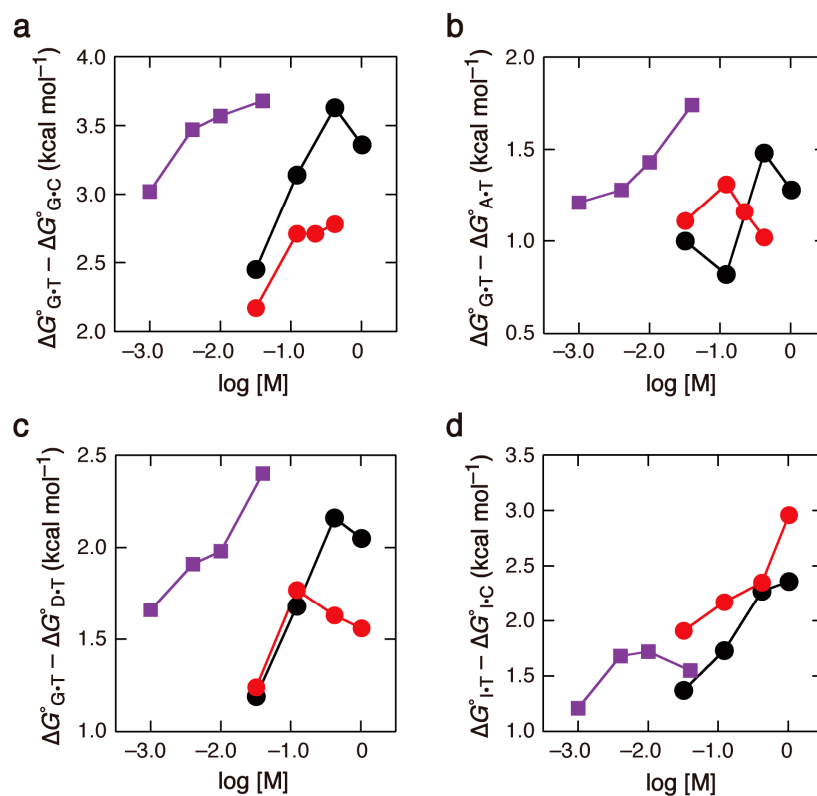 a
ΔG°G•T – ΔG°G•C (kcal mol–1)
4.0
3.5
3.0
2.5
2.0
–3.0 –2.0 –1.0 0
log [M]
b
ΔG°G•T – ΔG°A•T (kcal mol–1)
2.0
1.5
1.0
0.5
–3.0 –2.0 –1.0 0
log [M]
c
ΔG°G•T – ΔG°D•T (kcal mol–1)
2.5
2.0
1.5
1.0
–3.0 –2.0 –1.0 0
log [M]
d
ΔG°I•T – ΔG°I•C (kcal mol–1)
3.5
3.0
2.5
2.0
1.5
1.0
–3.0 –2.0 –1.0 0
log [M]